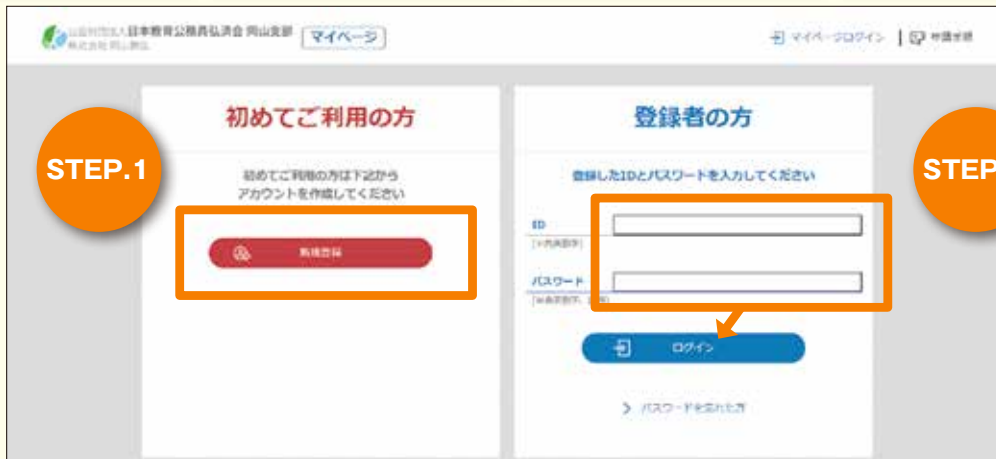 公益財団法人日本教育公務員弘済会 岡山支部 マイページ
マイページログイン
初めてご利用の方
登録者の方
STEP.1
STEP
初めてご利用の方は下記から
アカウントを作成してください
登録したIDとパスワードを入力してください
ID
新規登録
パスワード
ログイン
パスワードを忘れた方